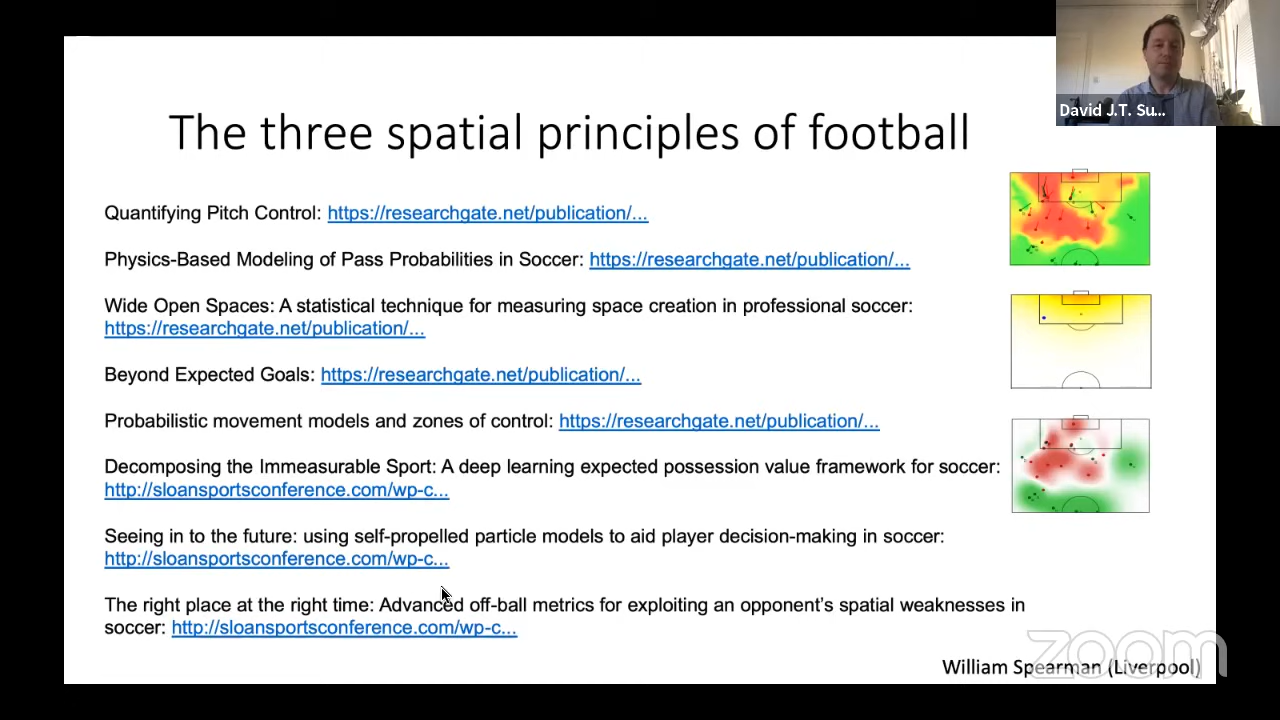 David J.T. Su...
The three spatial principles of football
Quantifying Pitch Control: https://researchgate.net/publication/...
Physics-Based Modeling of Pass Probabilities in Soccer: https://researchgate.net/publication/...
Wide Open Spaces: A statistical technique for measuring space creation in professional soccer:
https://researchgate.net/publication/...
Beyond Expected Goals: https://researchgate.net/publication/...
Probabilistic movement models and zones of control: https://researchgate.net/publication/...
Decomposing the Immeasurable Sport: A deep learning expected possession value framework for soccer:
http://sloansportsconference.com/wp-c...
Seeing in to the future: using self-propelled particle models to aid player decision-making in soccer:
http://sloansportsconference.com/wp-c...
The right place at the right time: Advanced off-ball metrics for exploiting an opponent’s spatial weaknesses in
soccer: http://sloansportsconference.com/wp-c...
William Spearman (Liverpool)
zoom